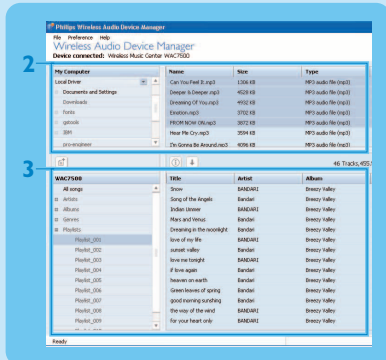 Philips Wireless Audio Device Manager
File Preference Help
Wireless Audio Device Manager
Device connected: Wireless Music Center WAC7500
2
My Computer Name Size Type
Local Driver Can You Feel It.mp3 1306 KB MP3 audio file (mp3)
Documents and Settings Deeper & Deeper.mp3 4529 KB MP3 audio file (mp3)
Downloads Dreaming Of You.mp3 4932 KB MP3 audio file (mp3)
fonts Emotion.mp3 3702 KB MP3 audio file (mp3)
gptools FROM NOW ON.mp3 3872 KB MP3 audio file (mp3)
IBM Hear Me Cry.mp3 3594 KB MP3 audio file (mp3)
pro-engineer I'm Gonna Be Around.mp3 4096 KB MP3 audio file (mp3)
46 Tracks,455.
3
WAC7500 Title Artist Album
All songs Snow BANDARI Breezy Valley
Artists Song of the Angels Bandari Breezy Valley
Albums Indian Ummer BANDARI Breezy Valley
Genres Mars and Venus Bandari Breezy Valley
Playlists Dreaming in the moonlight Bandari Breezy Valley
Playlist_001 love of my life BANDARI Breezy Valley
Playlist_002 sunset valley Bandari Breezy Valley
Playlist_003 love me tonight BANDARI Breezy Valley
Playlist_004 if love again Bandari Breezy Valley
Playlist_005 heaven on earth Bandari Breezy Valley
Playlist_006 Green leaves of spring Bandari Breezy Valley
Playlist_007 good morning sunshing Bandari Breezy Valley
Playlist_008 the way of the wind BANDARI Breezy Valley
Playlist_009 for your heart only BANDARI Breezy Valley
Ready